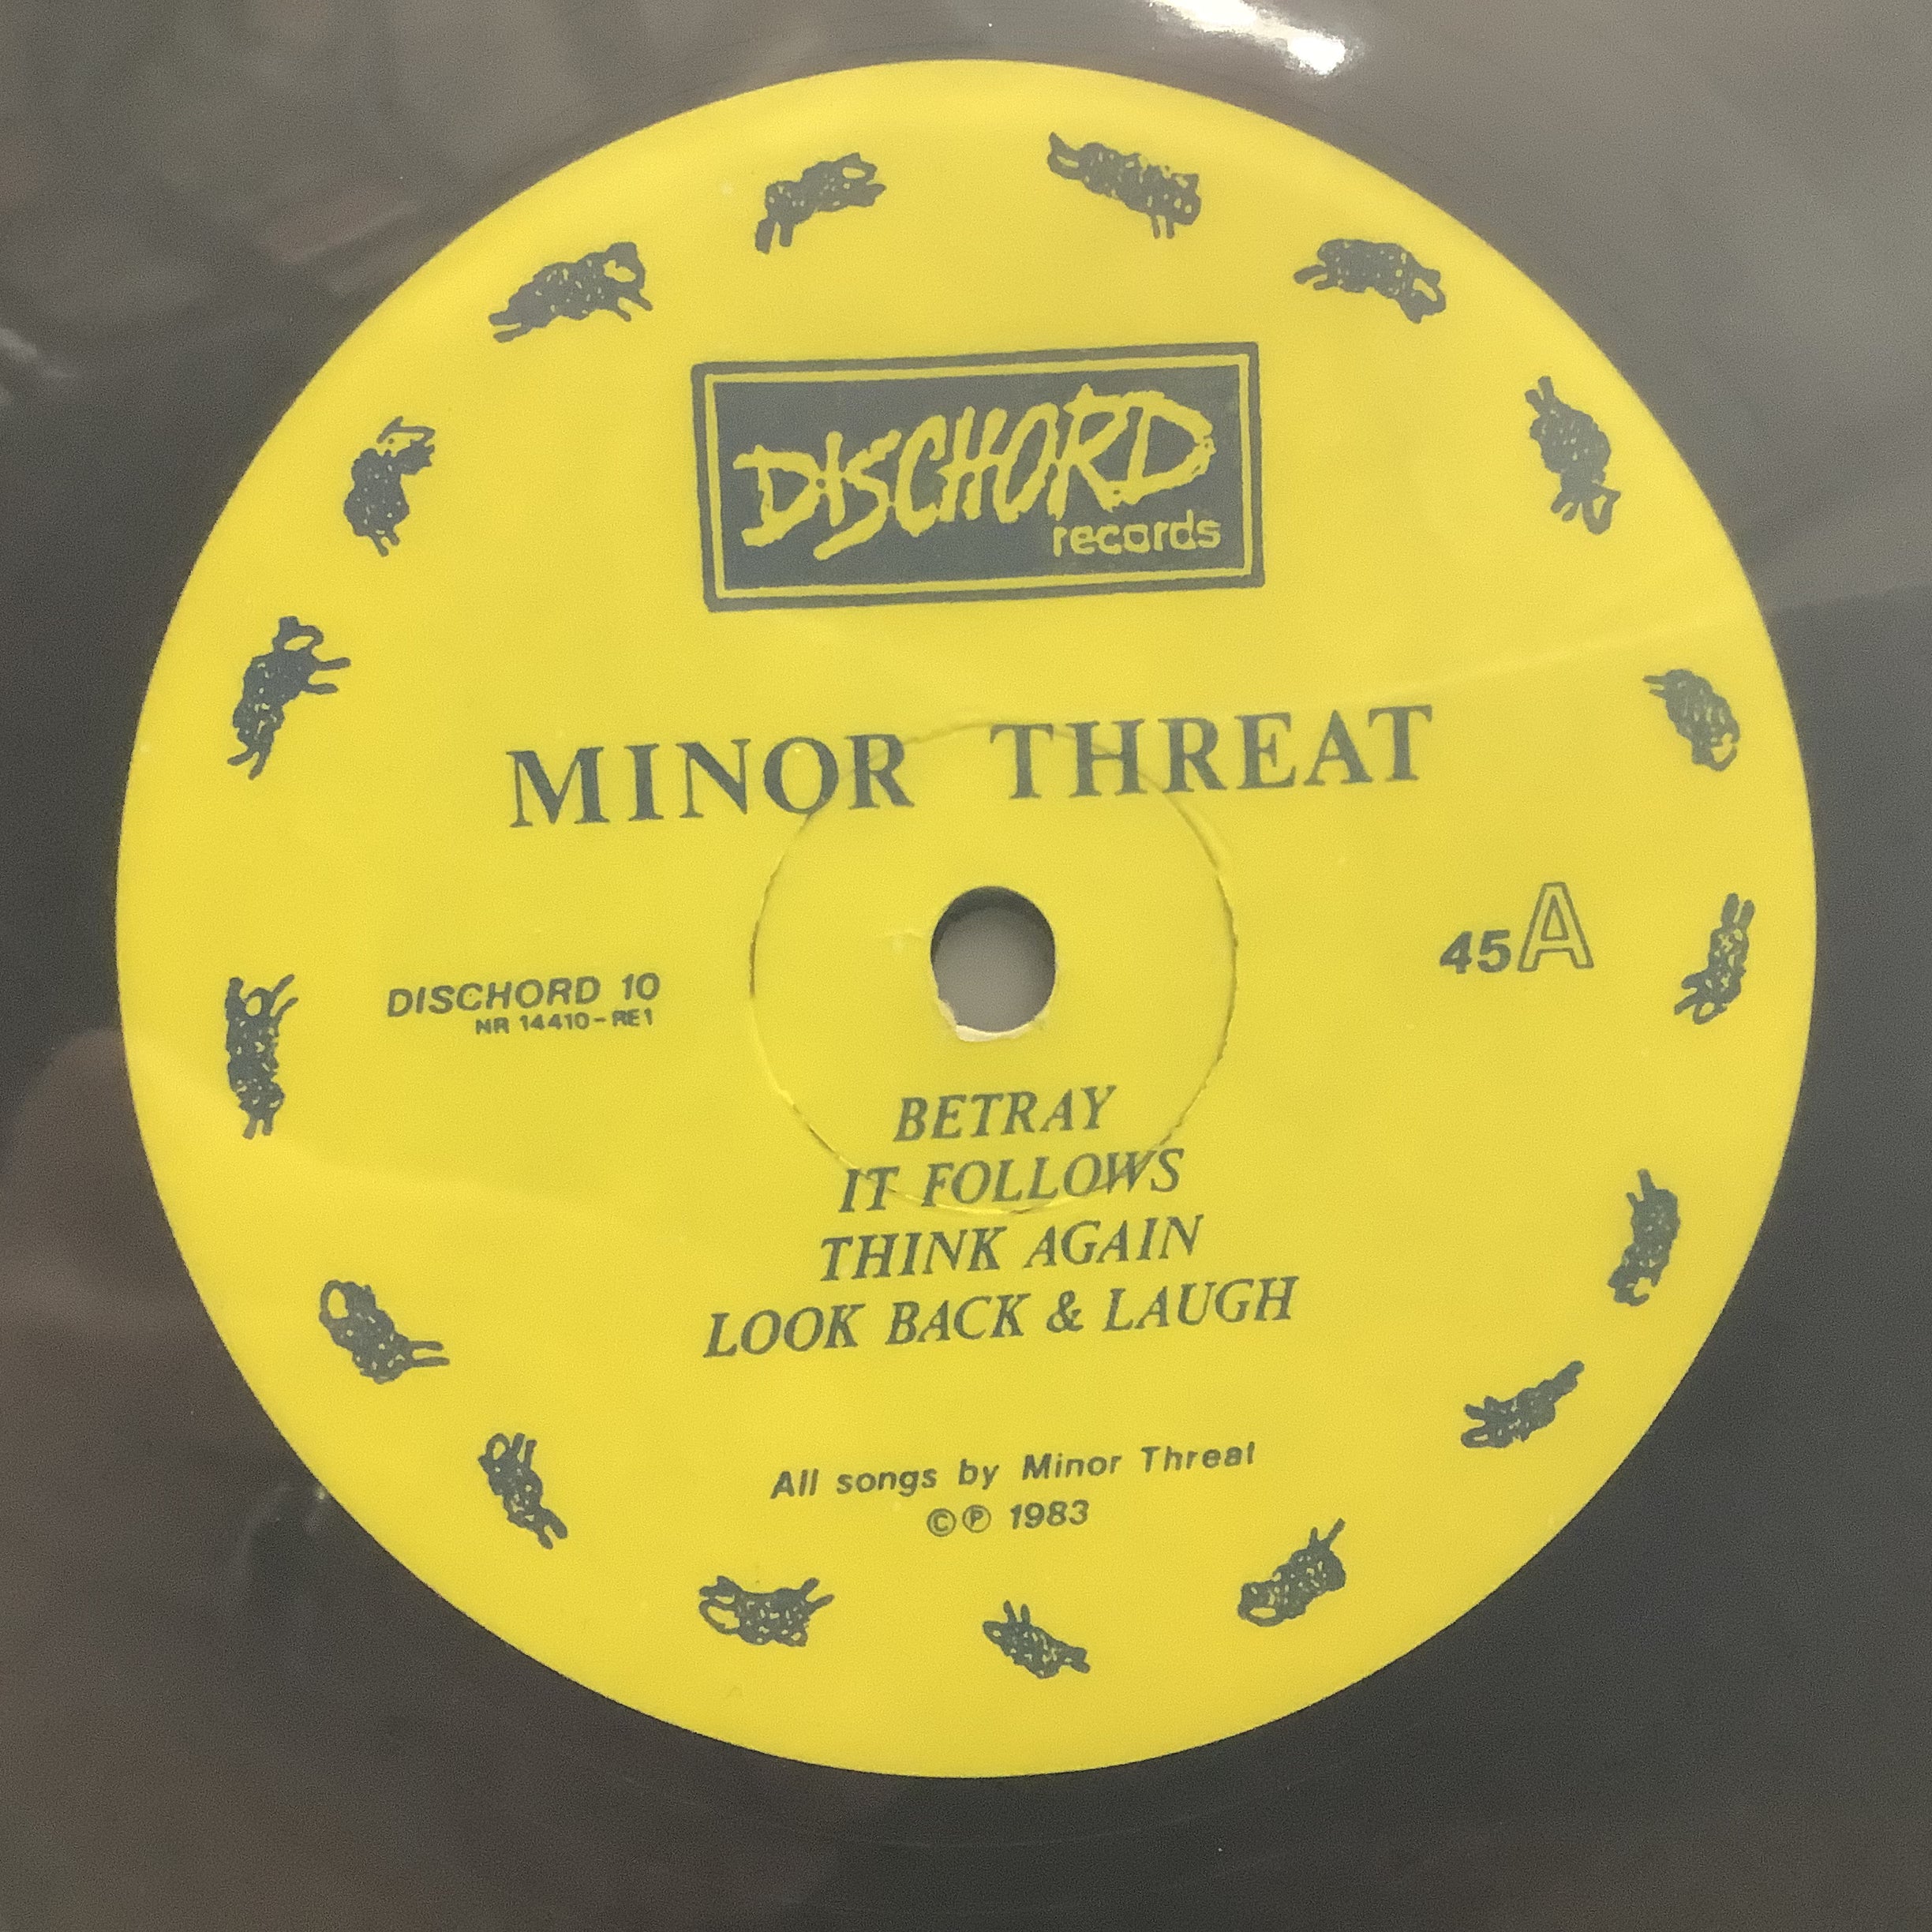 DISCHORD
records
MINOR THREAT
45 A
DISCHORD 10
NR 14410-RE1
BETRAY
IT FOLLOWS
THINK AGAIN
LOOK BACK & LAUGH
All songs by Minor Threat
©℗ 1983